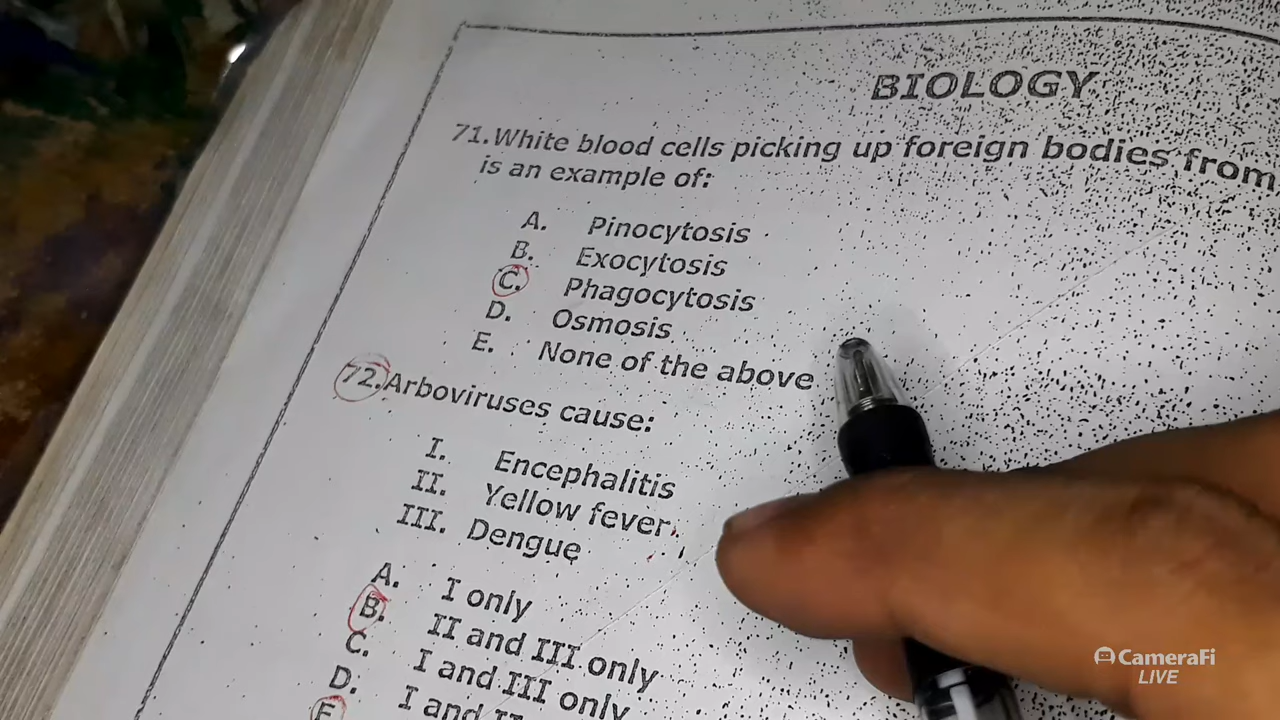 BIOLOGY
71.White blood cells picking up foreign bodies from
is an example of:
A. Pinocytosis
B. Exocytosis
C. Phagocytosis
D. Osmosis
E. None of the above
72.Arboviruses cause:
I. Encephalitis
II. Yellow fever
III. Dengue
A. I only
B. II and III only
C. I and III only
D. I and
E
CameraFi
LIVE